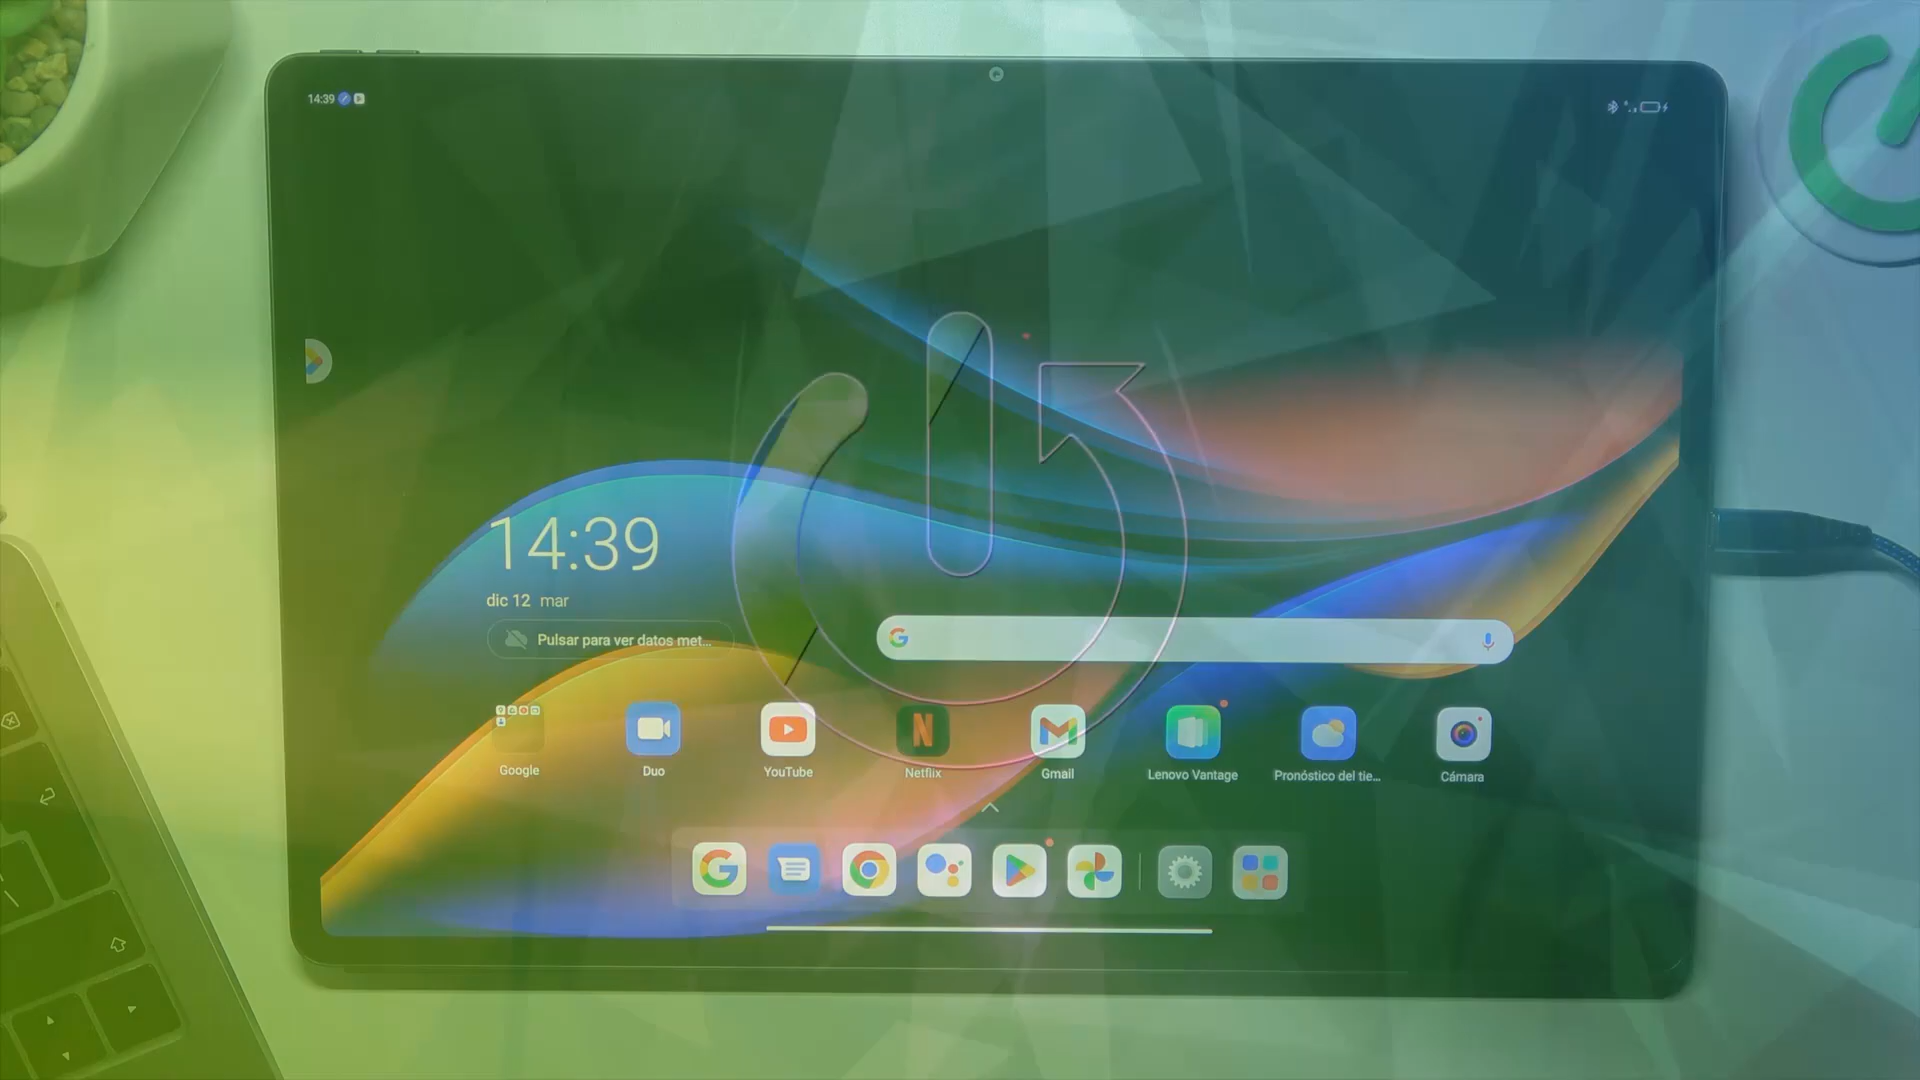 14:39
14:39
dic 12 mar
Pulsar para ver datos met...
Google
Duo
YouTube
Netflix
Gmail
Lenovo Vantage
Pronóstico del tie...
Cámara